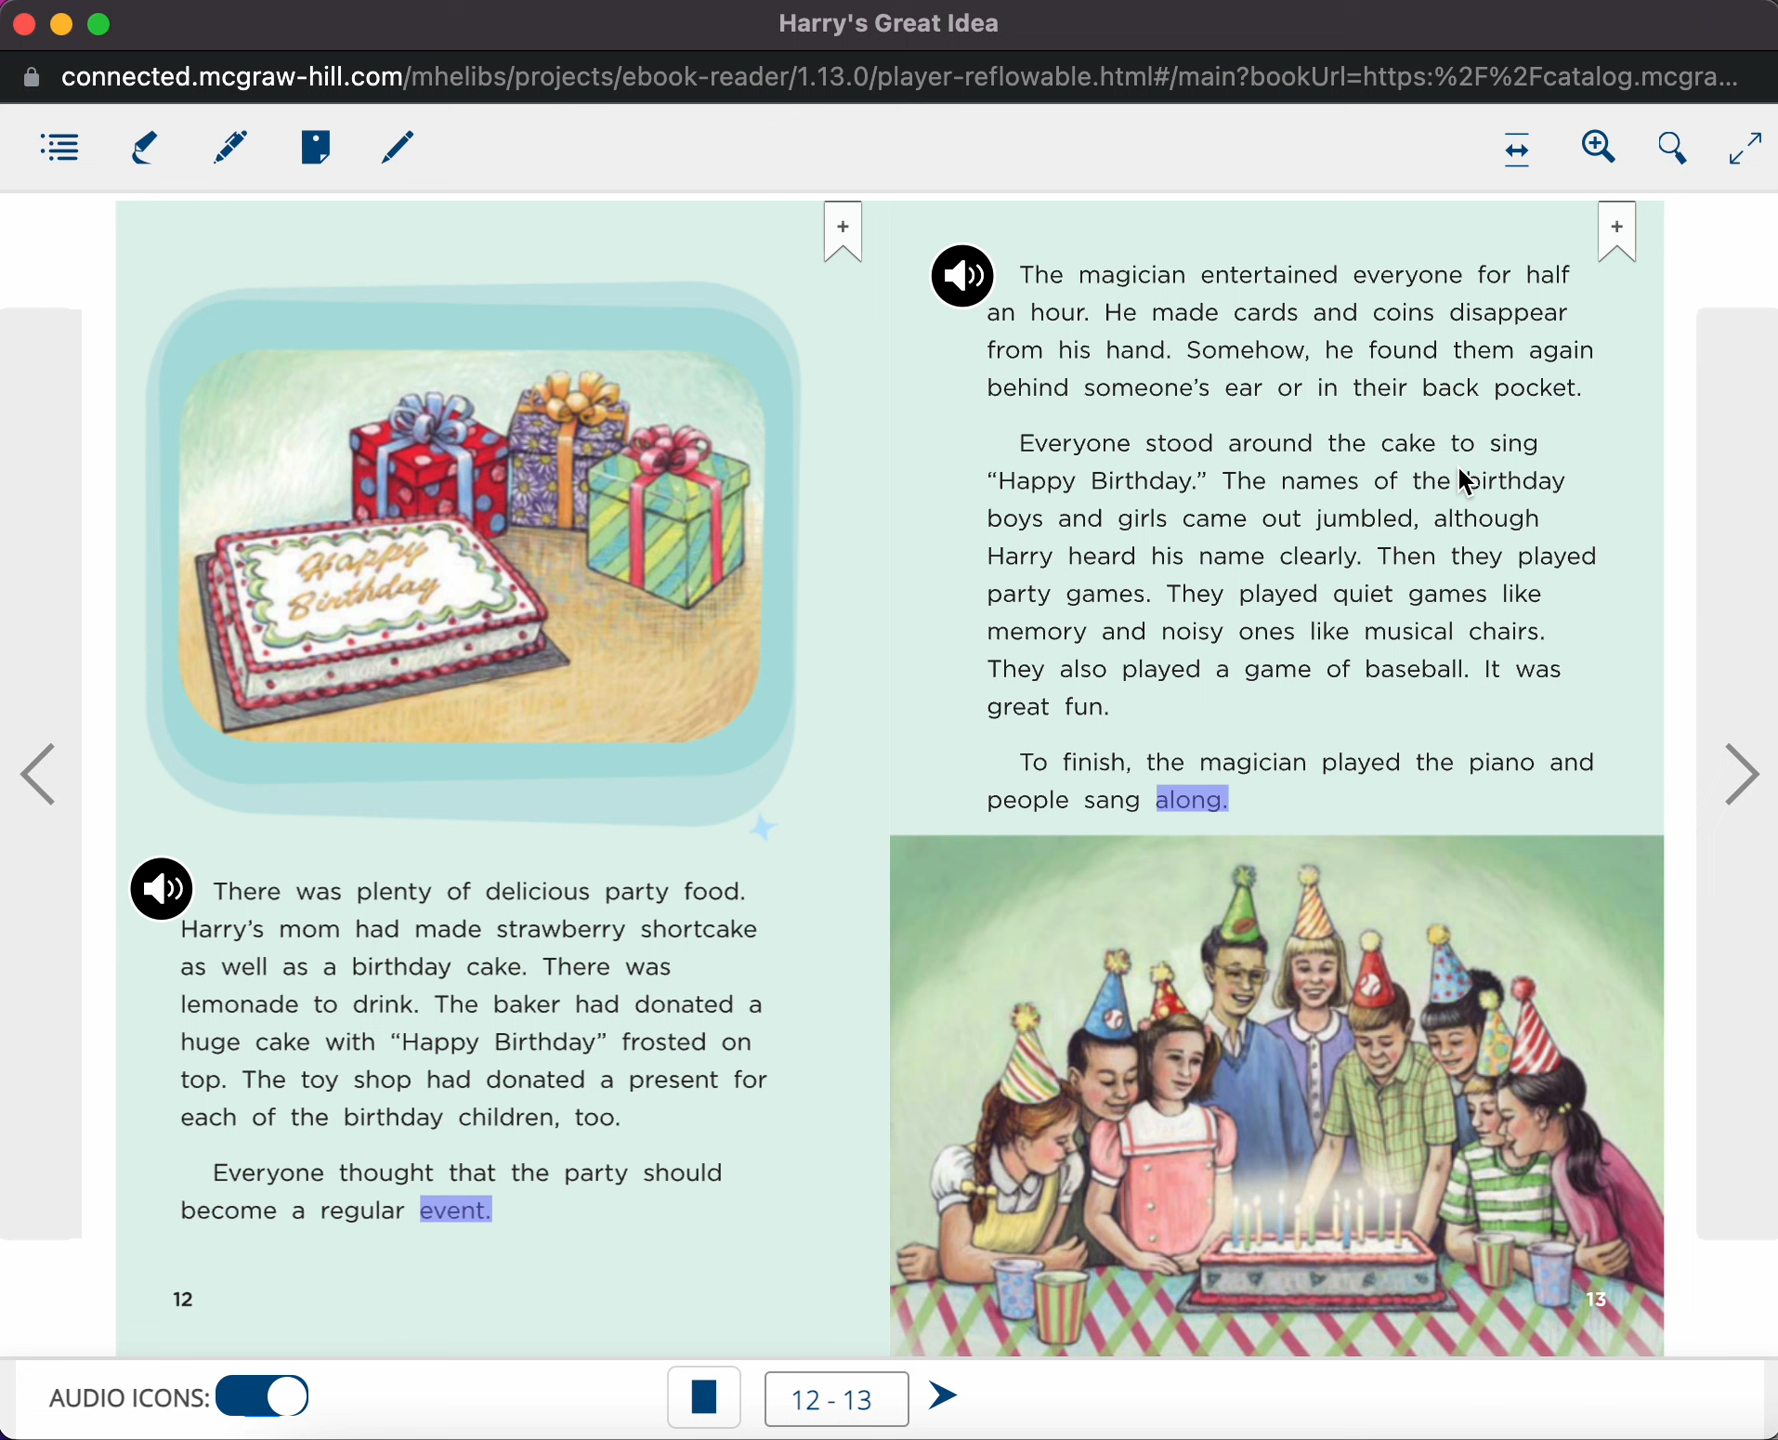 Harry's Great Idea
connected.mcgraw-hill.com/mhelibs/projects/ebook-reader/1.13.0/player-reflowable.html#/main?bookUrl=https:%2F%2Fcatalog.mcgra...
Happy
Birthday
There was plenty of delicious party food.
Harry’s mom had made strawberry shortcake
as well as a birthday cake. There was
lemonade to drink. The baker had donated a
huge cake with “Happy Birthday” frosted on
top. The toy shop had donated a present for
each of the birthday children, too.
Everyone thought that the party should
become a regular event.
12
The magician entertained everyone for half
an hour. He made cards and coins disappear
from his hand. Somehow, he found them again
behind someone’s ear or in their back pocket.
Everyone stood around the cake to sing
“Happy Birthday.” The names of the birthday
boys and girls came out jumbled, although
Harry heard his name clearly. Then they played
party games. They played quiet games like
memory and noisy ones like musical chairs.
They also played a game of baseball. It was
great fun.
To finish, the magician played the piano and
people sang along.
13
AUDIO ICONS:
12 - 13